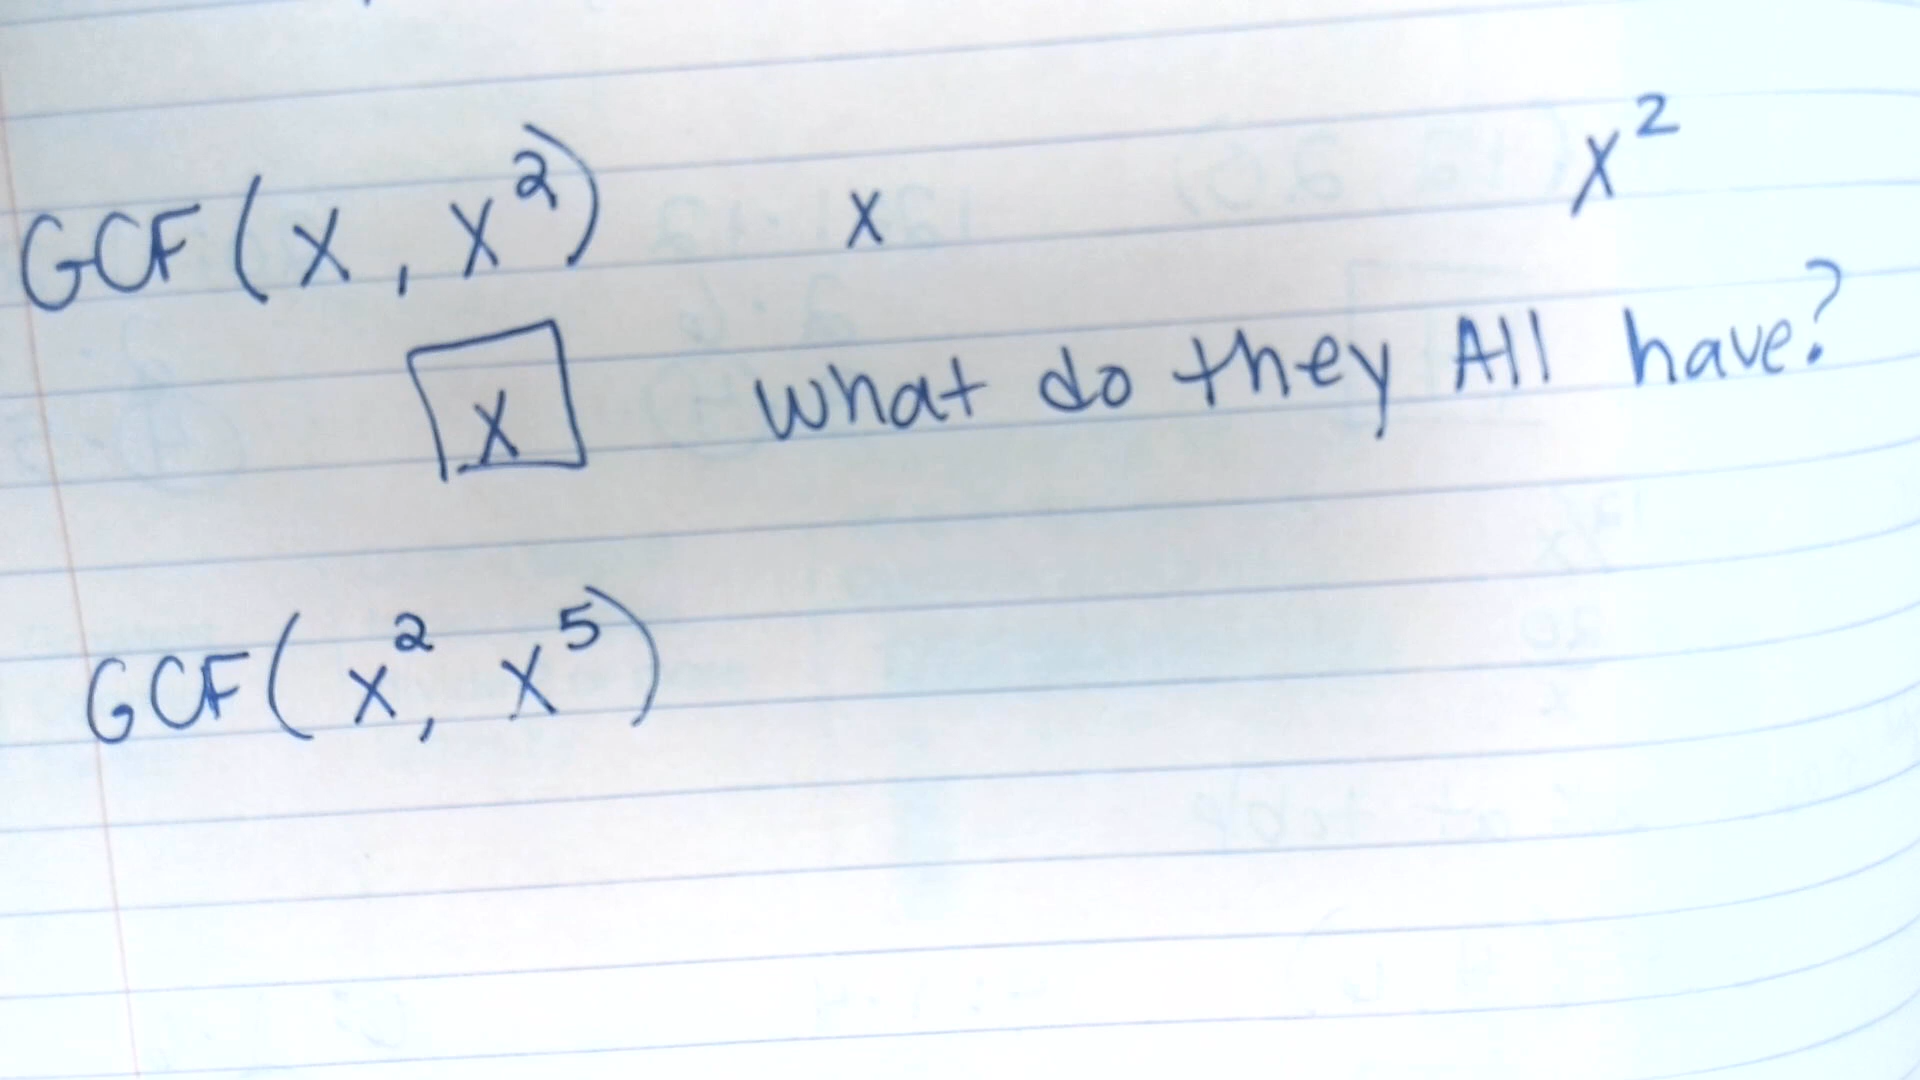 GCF(x, x²) x x²
x What do they All have?
GCF(x², x⁵)